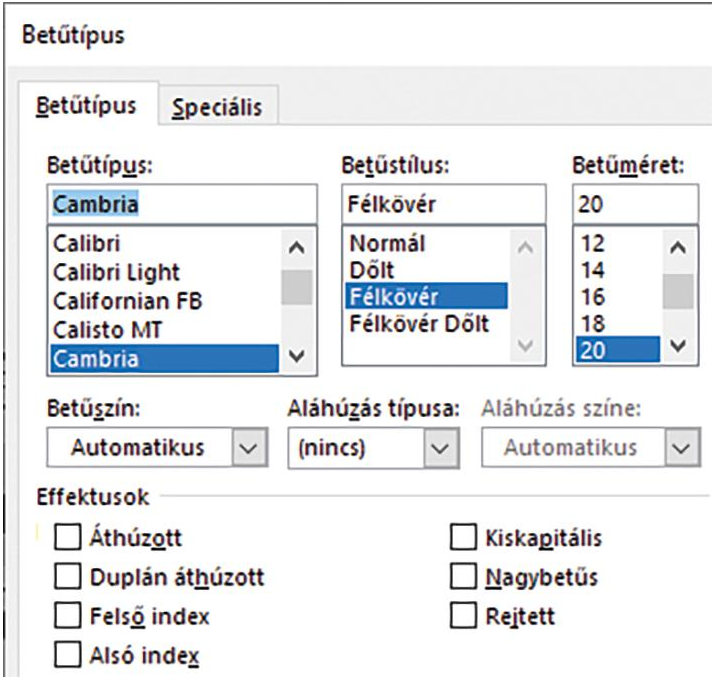 Betűtípus
Betűtípus Speciális
Betűtípus: Betűstílus: Betűméret:
Cambria Félkövér 20
Calibri Normál 12
Calibri Light Dőlt 14
Californian FB Félkövér 16
Calisto MT Félkövér Dőlt 18
Cambria 20
Betűszín: Aláhúzás típusa: Aláhúzás színe:
Automatikus (nincs) Automatikus
Effektusok
Áthúzott Kiskapitális
Duplán áthúzott Nagybetűs
Felső index Rejtett
Alsó index